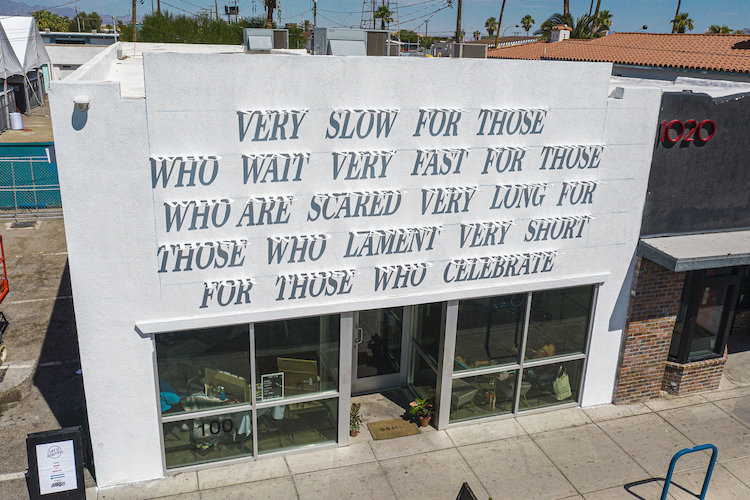 VERY SLOW FOR THOSE
WHO WAIT VERY FAST FOR THOSE
WHO ARE SCARED VERY LONG FOR
THOSE WHO LAMENT VERY SHORT
FOR THOSE WHO CELEBRATE
1020
100